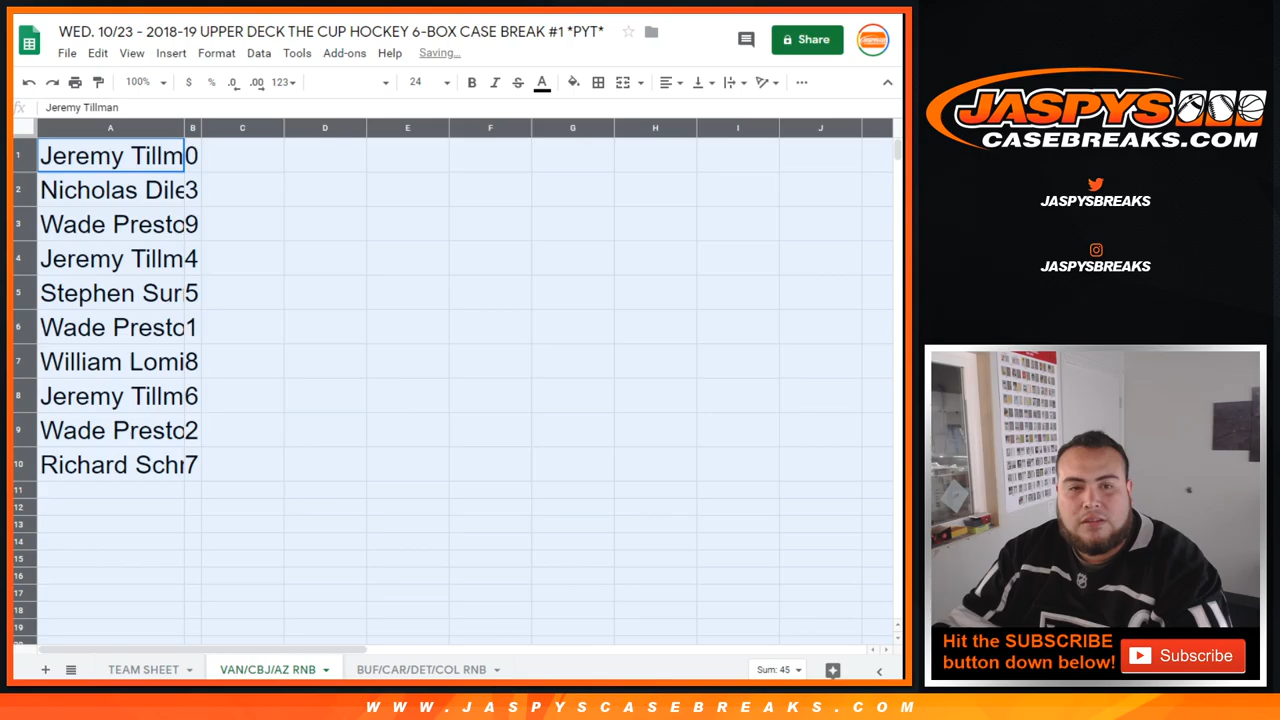 WED. 10/23 - 2018-19 UPPER DECK THE CUP HOCKEY 6-BOX CASE BREAK #1 *PYT*
File Edit View Insert Format Data Tools Add-ons Help Saving...
Share
100% $ % .0 .00 123 24 B I S A
fx Jeremy Tillman
A B C D E F G H I J
1 Jeremy Tillm 0
2 Nicholas Dile 3
3 Wade Presto 9
4 Jeremy Tillm 4
5 Stephen Sur 5
6 Wade Presto 1
7 William Lomi 8
8 Jeremy Tillm 6
9 Wade Presto 2
10 Richard Schr 7
11
12
13
14
15
16
17
18
19
TEAM SHEET VAN/CBJ/AZ RNB BUF/CAR/DET/COL RNB Sum: 45
JASPYS
CASEBREAKS.COM
JASPYSBREAKS
JASPYSBREAKS
Hit the SUBSCRIBE
button down below!
Subscribe
WWW.JASPYSCASEBREAKS.COM